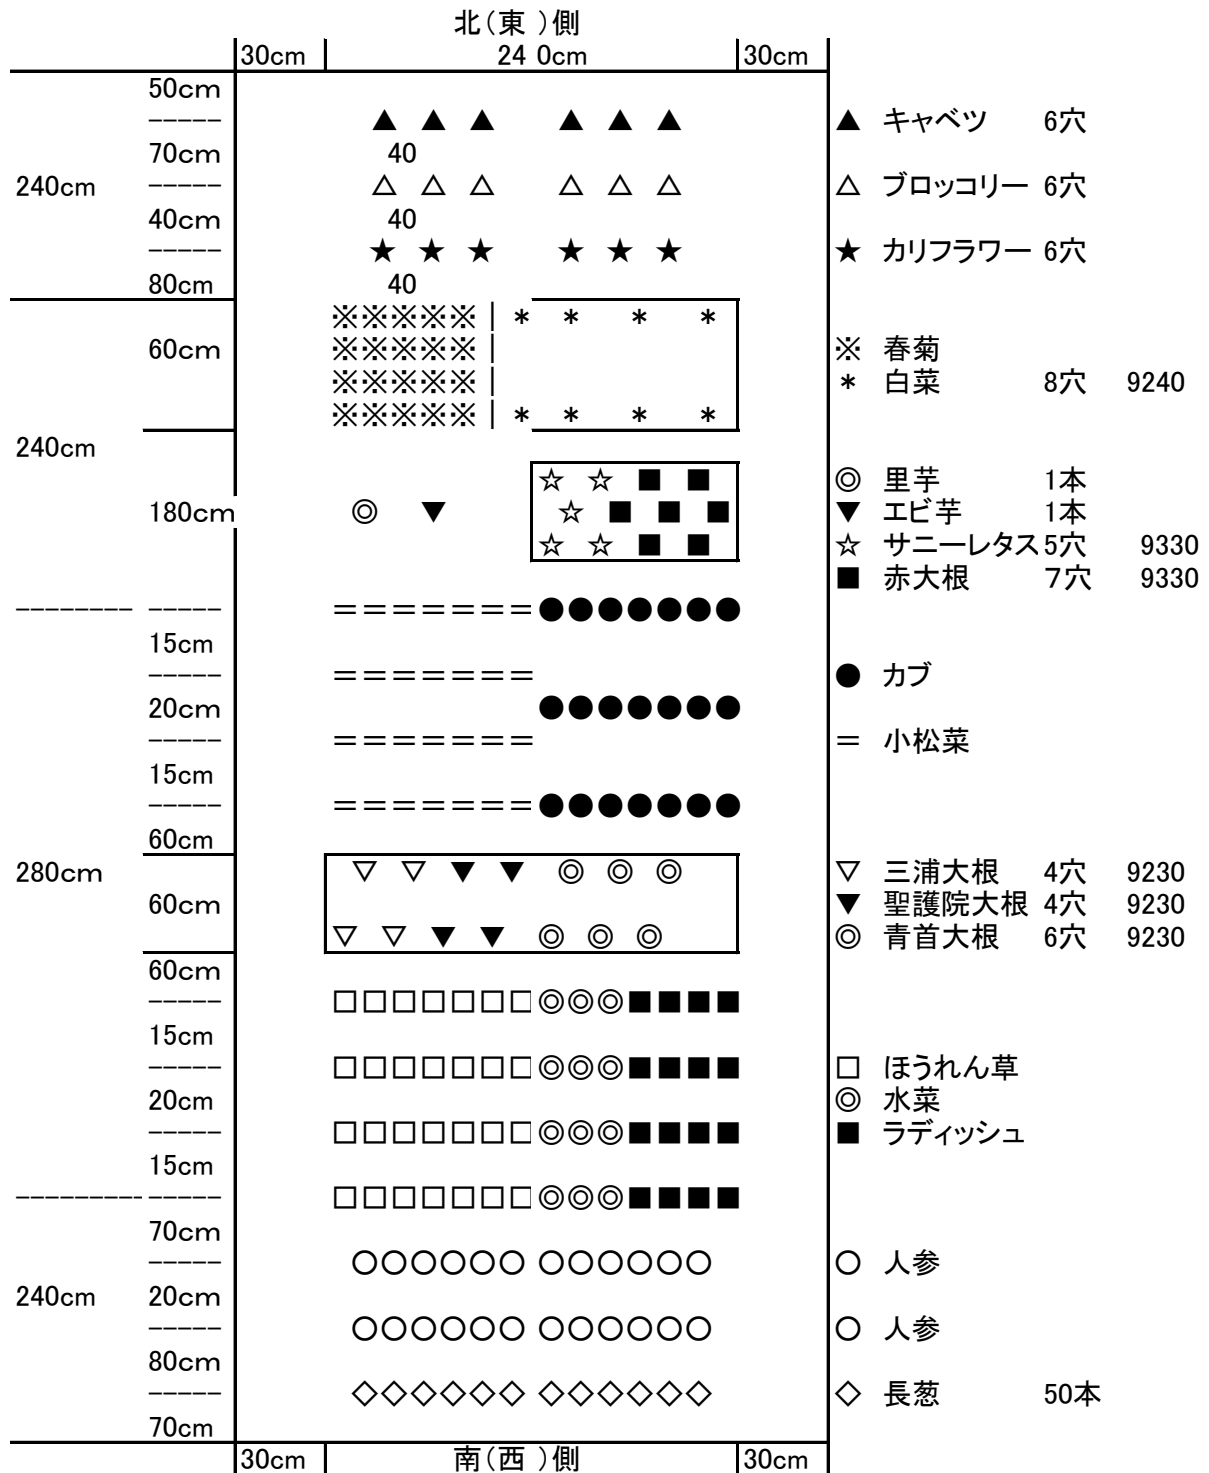 北（東 ）側
30cm 24 0cm 30cm
50cm
----- ▲ ▲ ▲ ▲ ▲ ▲ ▲ キャベツ 6穴
70cm 40
240cm ----- △ △ △ △ △ △ △ ブロッコリー 6穴
40cm 40
----- ★ ★ ★ ★ ★ ★ ★ カリフラワー 6穴
80cm 40
※※※※※｜ * * * *
60cm ※※※※※｜ ※ 春菊
※※※※※｜ * 白菜 8穴 9240
※※※※※｜ * * * *
240cm
☆ ☆ ■ ■ ◎ 里芋 1本
180cm ◎ ▼ ☆ ■ ■ ■ ▼ エビ芋 1本
☆ ☆ ■ ■ ☆ サニーレタス 5穴 9330
■ 赤大根 ７穴 9330
-------- ----- ＝＝＝＝＝＝＝●●●●●●●
15cm
----- ＝＝＝＝＝＝＝ ● カブ
20cm ●●●●●●●
----- ＝＝＝＝＝＝＝ ＝ 小松菜
15cm
----- ＝＝＝＝＝＝＝●●●●●●●
60cm
280cm ▽ ▽ ▼ ▼ ◎ ◎ ◎ ▽ 三浦大根 4穴 9230
60cm ▼ 聖護院大根 4穴 9230
▽ ▽ ▼ ▼ ◎ ◎ ◎ ◎ 青首大根 6穴 9230
60cm
----- □□□□□□□◎◎◎■■■■
15cm
----- □□□□□□□◎◎◎■■■■ □ ほうれん草
20cm ◎ 水菜
----- □□□□□□□◎◎◎■■■■ ■ ラディッシュ
15cm
--------- ----- □□□□□□□◎◎◎■■■■
70cm
----- ○○○○○○ ○○○○○○ ○ 人参
240cm 20cm
----- ○○○○○○ ○○○○○○ ○ 人参
80cm
----- ◇◇◇◇◇◇ ◇◇◇◇◇◇ ◇ 長葱 50本
70cm
30cm 南（西 ）側 30cm